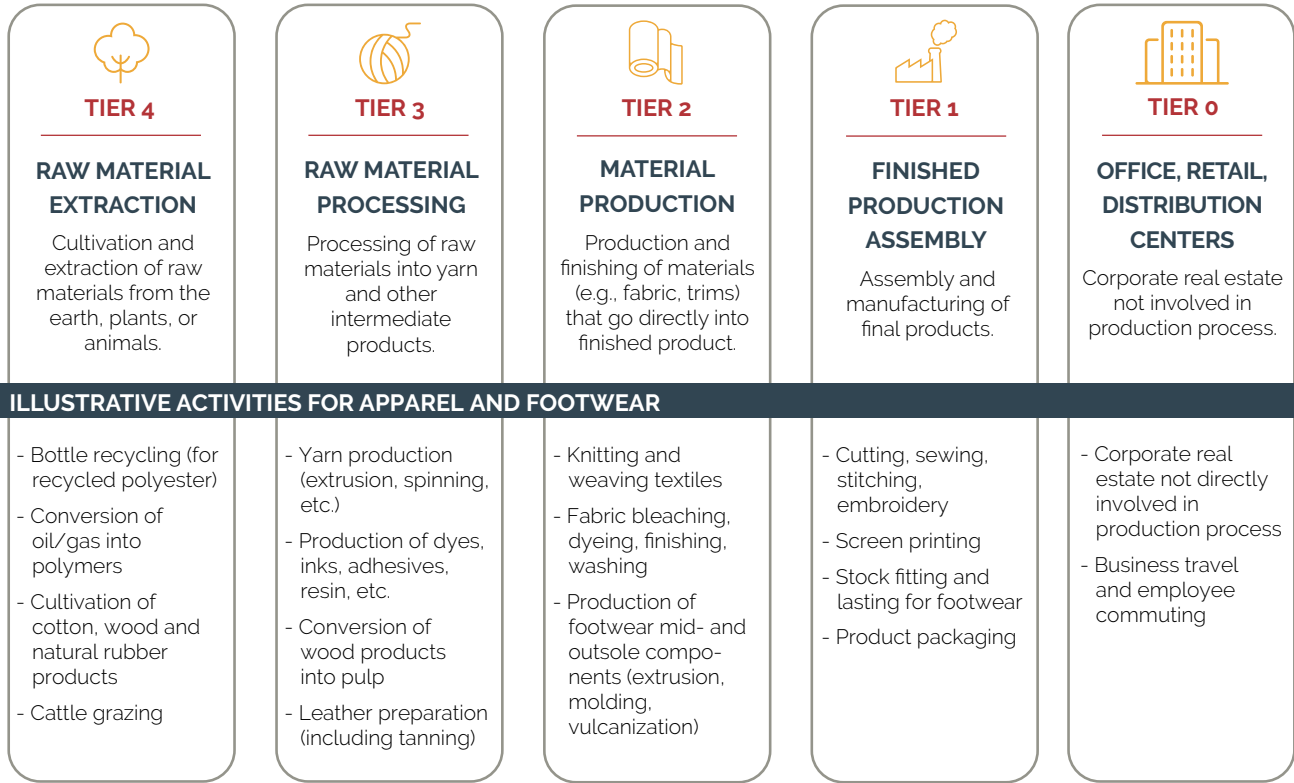 TIER 4
RAW MATERIAL
EXTRACTION
Cultivation and
extraction of raw
materials from the
earth, plants, or
animals.
TIER 3
RAW MATERIAL
PROCESSING
Processing of raw
materials into yarn
and other
intermediate
products.
TIER 2
MATERIAL
PRODUCTION
Production and
finishing of materials
(e.g., fabric, trims)
that go directly into
finished product.
TIER 1
FINISHED
PRODUCTION
ASSEMBLY
Assembly and
manufacturing of
final products.
TIER 0
OFFICE, RETAIL,
DISTRIBUTION
CENTERS
Corporate real estate
not involved in
production process.
ILLUSTRATIVE ACTIVITIES FOR APPAREL AND FOOTWEAR
- Bottle recycling (for
recycled polyester)
- Conversion of
oil/gas into
polymers
- Cultivation of
cotton, wood and
natural rubber
products
- Cattle grazing
- Yarn production
(extrusion, spinning,
etc.)
- Production of dyes,
inks, adhesives,
resin, etc.
- Conversion of
wood products
into pulp
- Leather preparation
(including tanning)
- Knitting and
weaving textiles
- Fabric bleaching,
dyeing, finishing,
washing
- Production of
footwear mid- and
outsole compo-
nents (extrusion,
molding,
vulcanization)
- Cutting, sewing,
stitching,
embroidery
- Screen printing
- Stock fitting and
lasting for footwear
- Product packaging
- Corporate real
estate not directly
involved in
production process
- Business travel
and employee
commuting